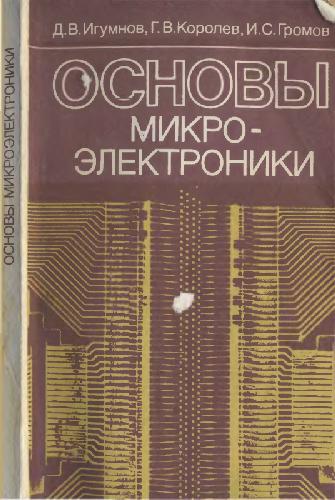 Д.В.Игумнов, Г.В.Королев, И.С.Громов
ОСНОВЫ
МИКРО-
ЭЛЕКТРОНИКИ
ОСНОВЫ МИКРОЭЛЕКТРОНИКИ